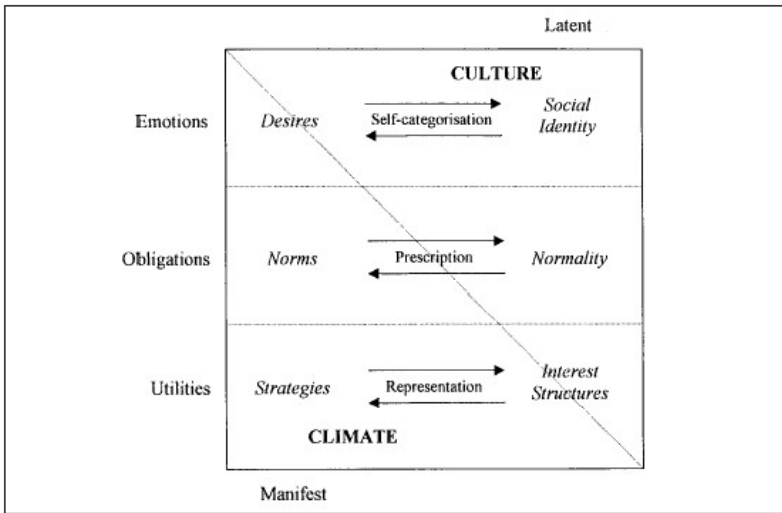 Latent
CULTURE
Emotions
Desires
Self-categorisation
Social
Identity
Obligations
Norms
Prescription
Normality
Utilities
Strategies
Representation
Interest
Structures
CLIMATE
Manifest